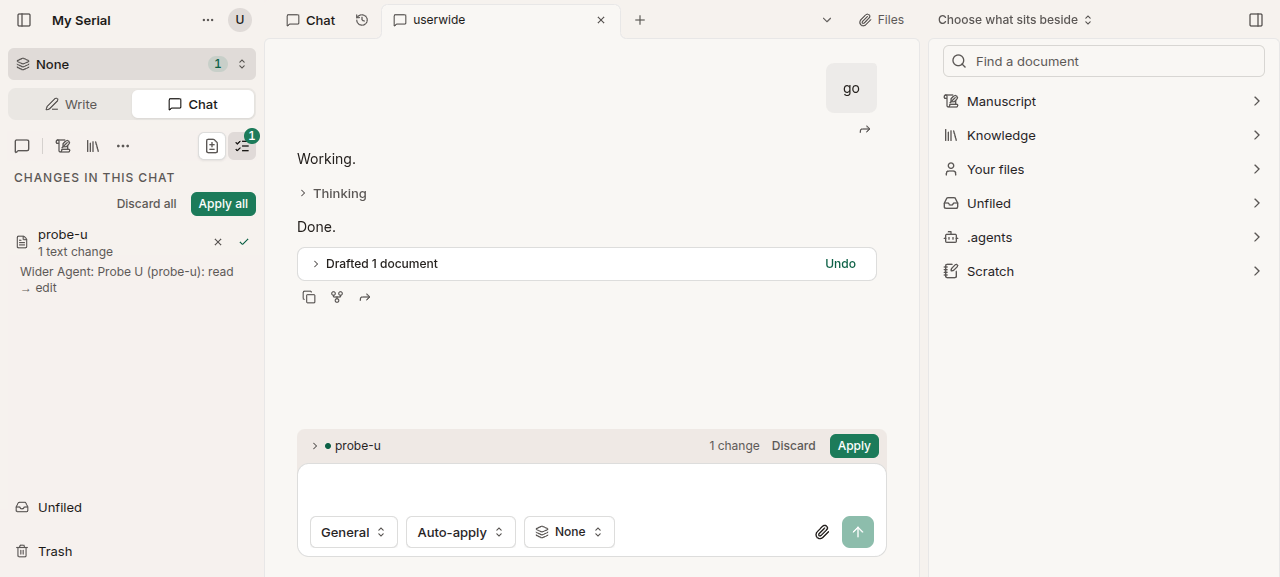 My Serial
U
None
1
Write
Chat
1
CHANGES IN THIS CHAT
Discard all
Apply all
probe-u
1 text change
Wider Agent: Probe U (probe-u): read
→ edit
Unfiled
Trash
Chat
userwide
Files
go
Working.
Thinking
Done.
Drafted 1 document
Undo
probe-u
1 change
Discard
Apply
General
Auto-apply
None
Choose what sits beside
Find a document
Manuscript
Knowledge
Your files
Unfiled
.agents
Scratch